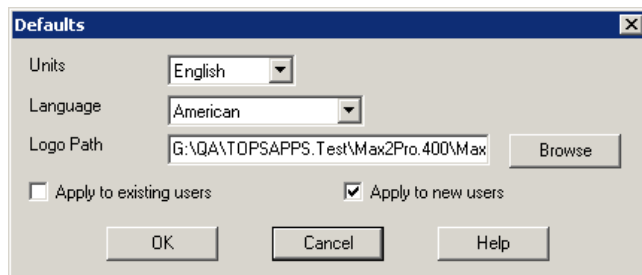 Defaults
Units English
Language American
Logo Path G:\QA\TOPSAPPS.Test\Max2Pro.400\Max Browse
Apply to existing users Apply to new users
OK Cancel Help